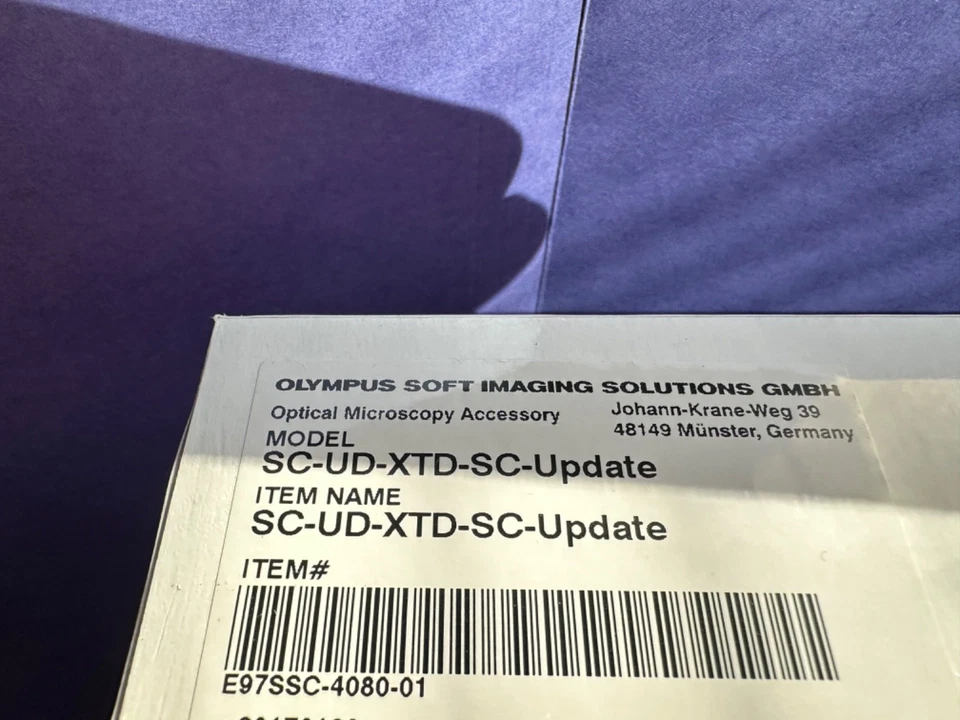 OLYMPUS SOFT IMAGING SOLUTIONS GMBH
Optical Microscopy Accessory
Johann-Krane-Weg 39
48149 Münster, Germany
MODEL
SC-UD-XTD-SC-Update
ITEM NAME
SC-UD-XTD-SC-Update
ITEM#
E97SSC-4080-01